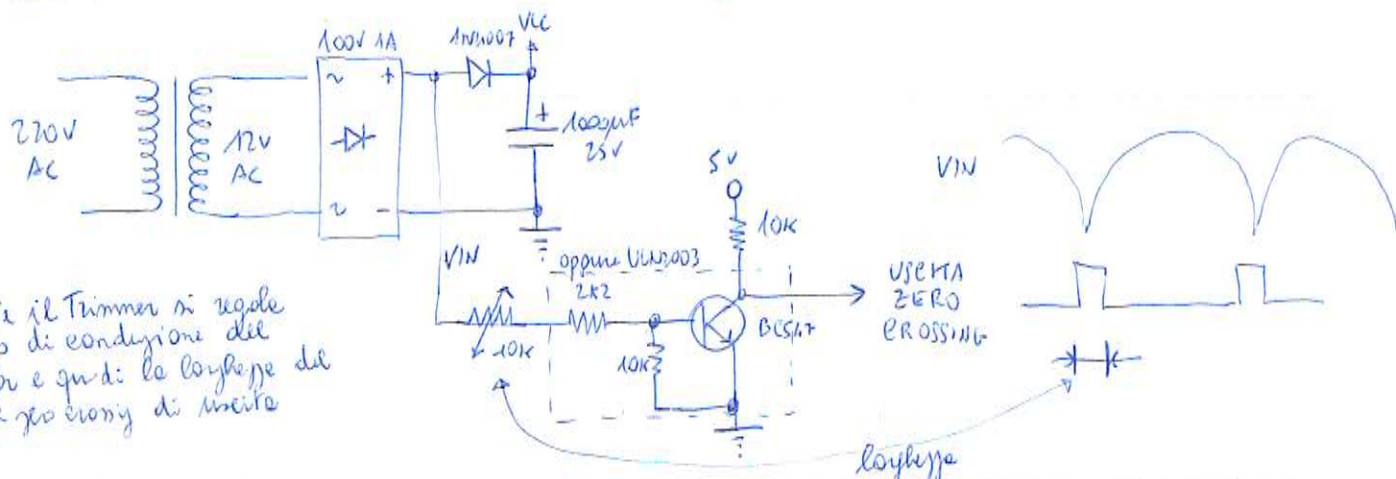 100V 1A
1N4007
VCC
220V
AC
12V
AC
~ +
~ -
+
1000µF
25V
5V
10K
VIN
VIN
oppure ULN2003
2K2
10K
10K
BC547
USCITA
ZERO
CROSSING
il Trimmer si regola
di conduzione del
e quindi la larghezza del
zero crossing di uscita
larghezza